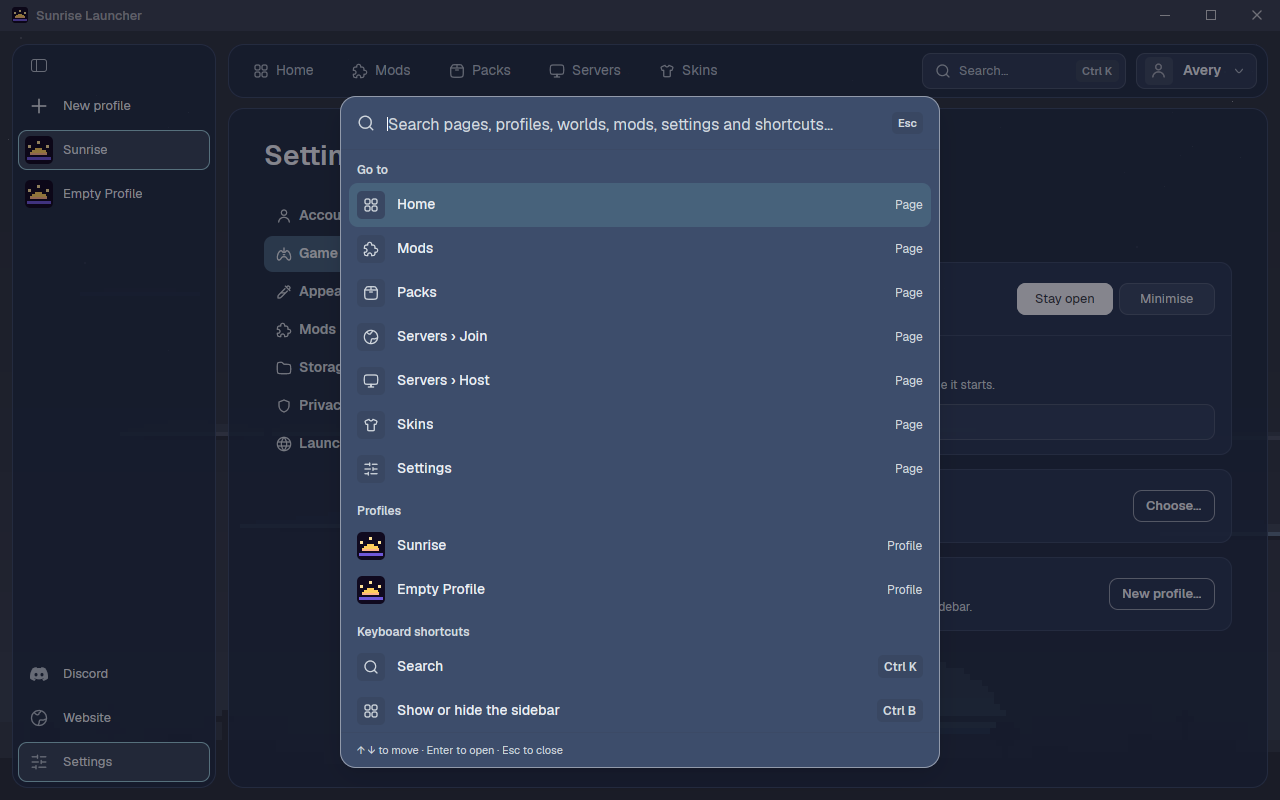 Sunrise Launcher
Home
Mods
Packs
Servers
Skins
Search...
Ctrl K
Avery
New profile
Sunrise
Empty Profile
Discord
Website
Settings
Game
Mods
Stay open
Minimise
e it starts.
Choose...
New profile...
Search pages, profiles, worlds, mods, settings and shortcuts...
Esc
Go to
Home
Page
Mods
Page
Packs
Page
Servers › Join
Page
Servers › Host
Page
Skins
Page
Settings
Page
Profiles
Sunrise
Profile
Empty Profile
Profile
Keyboard shortcuts
Search
Ctrl K
Show or hide the sidebar
Ctrl B
↑↓ to move · Enter to open · Esc to close